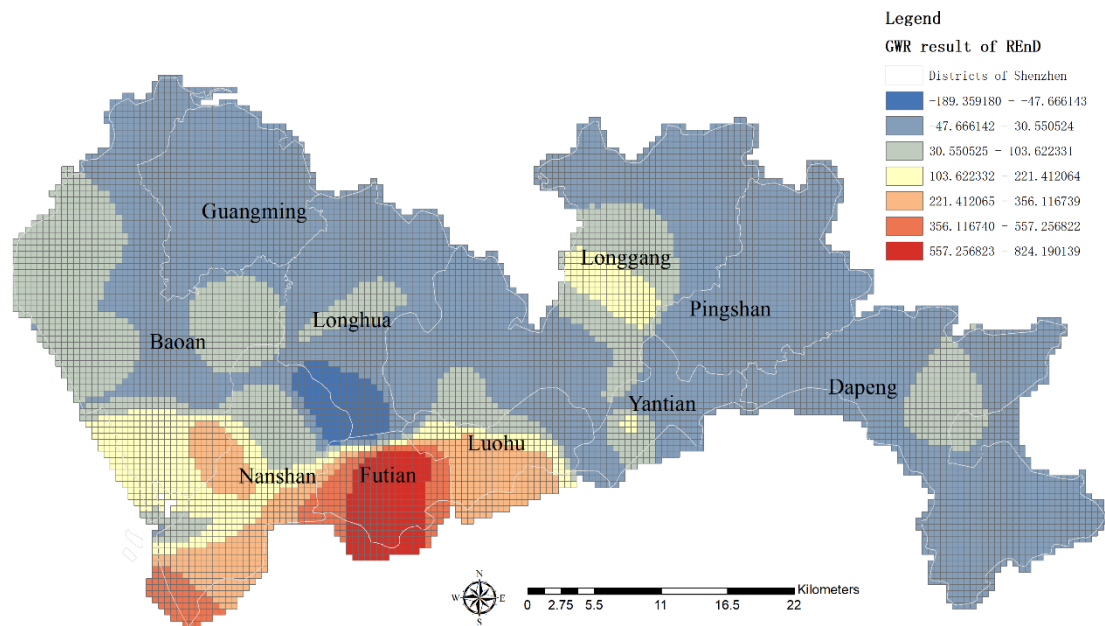 Legend
GWR result of REnD
Districts of Shenzhen
-189.359180 - -47.666143
-47.666142 - 30.550524
30.550525 - 103.622331
103.622332 - 221.412064
221.412065 - 356.116739
356.116740 - 557.256822
557.256823 - 824.190139
Guangming
Longgang
Pingshan
Longhua
Baoan
Dapeng
Yantian
Luohu
Nanshan
Futian
N
W E
S
Kilometers
0 2.75 5.5 11 16.5 22